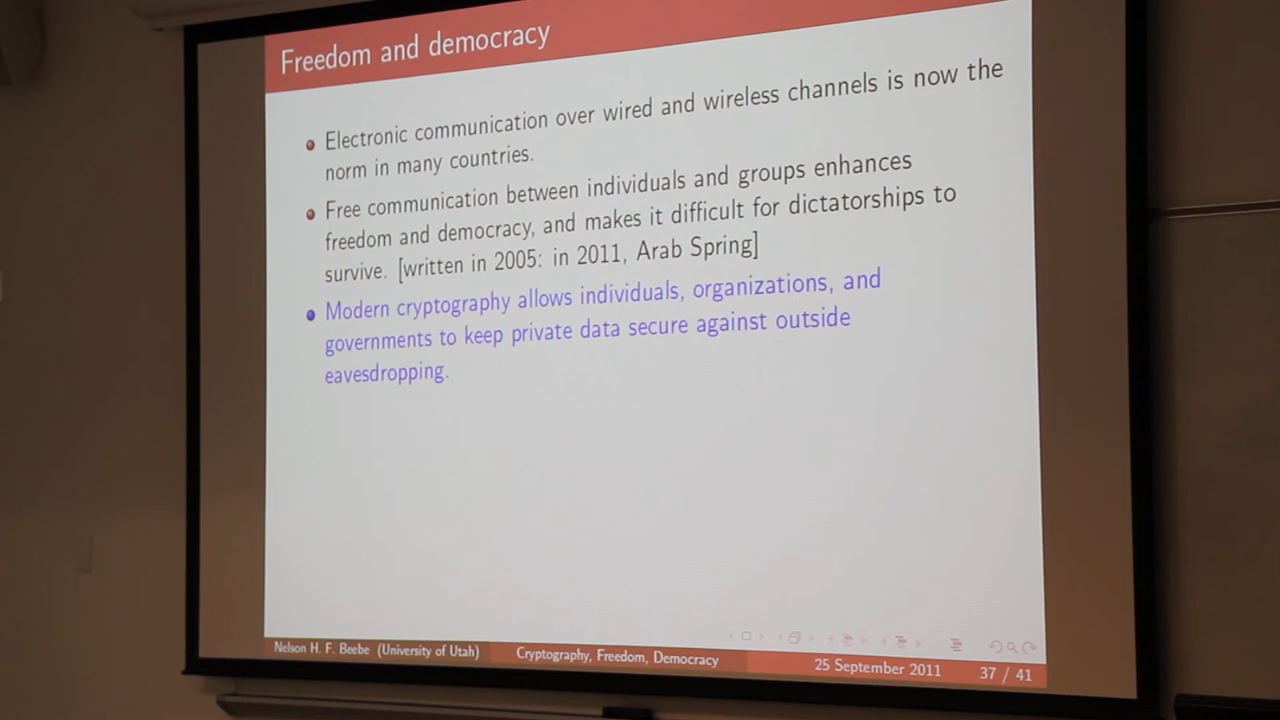 Freedom and democracy
Electronic communication over wired and wireless channels is now the
norm in many countries.
Free communication between individuals and groups enhances
freedom and democracy, and makes it difficult for dictatorships to
survive. [written in 2005: in 2011, Arab Spring]
Modern cryptography allows individuals, organizations, and
governments to keep private data secure against outside
eavesdropping.
Nelson H. F. Beebe (University of Utah) Cryptography, Freedom, Democracy 25 September 2011 37 / 41